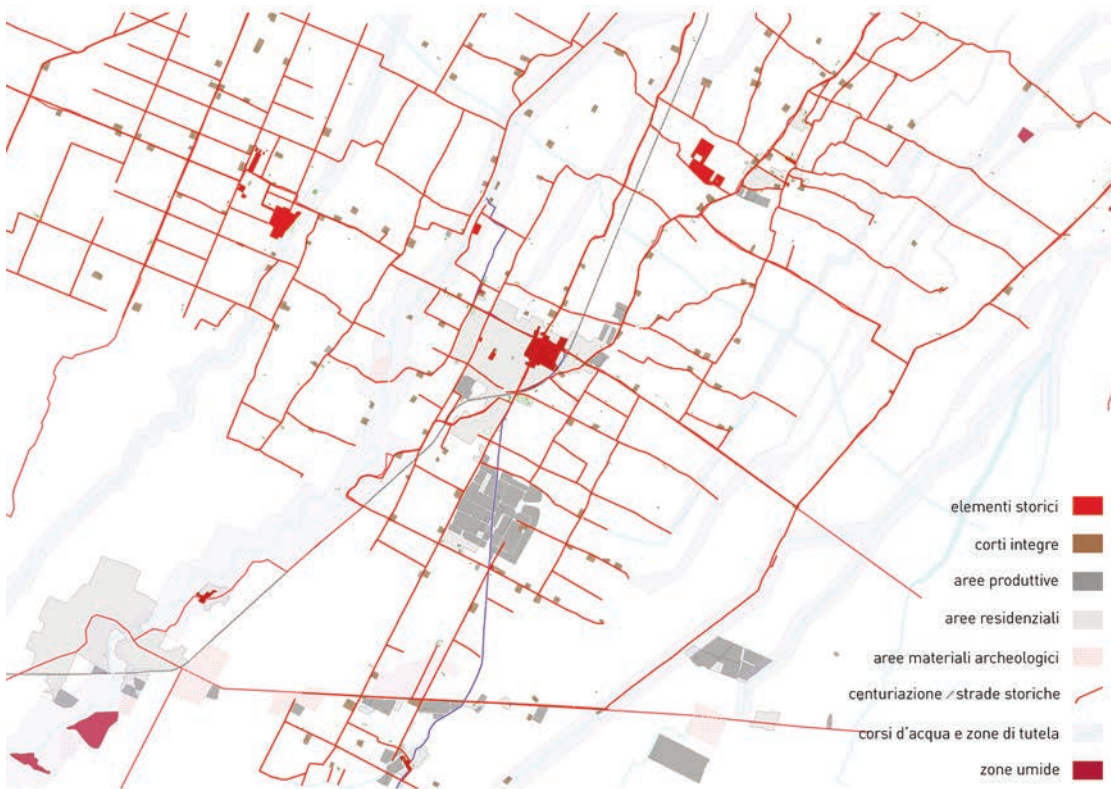 elementi storici
corti integre
aree produttive
aree residenziali
aree materiali archeologici
centuriazione / strade storiche
corsi d'acqua e zone di tutela
zone umide